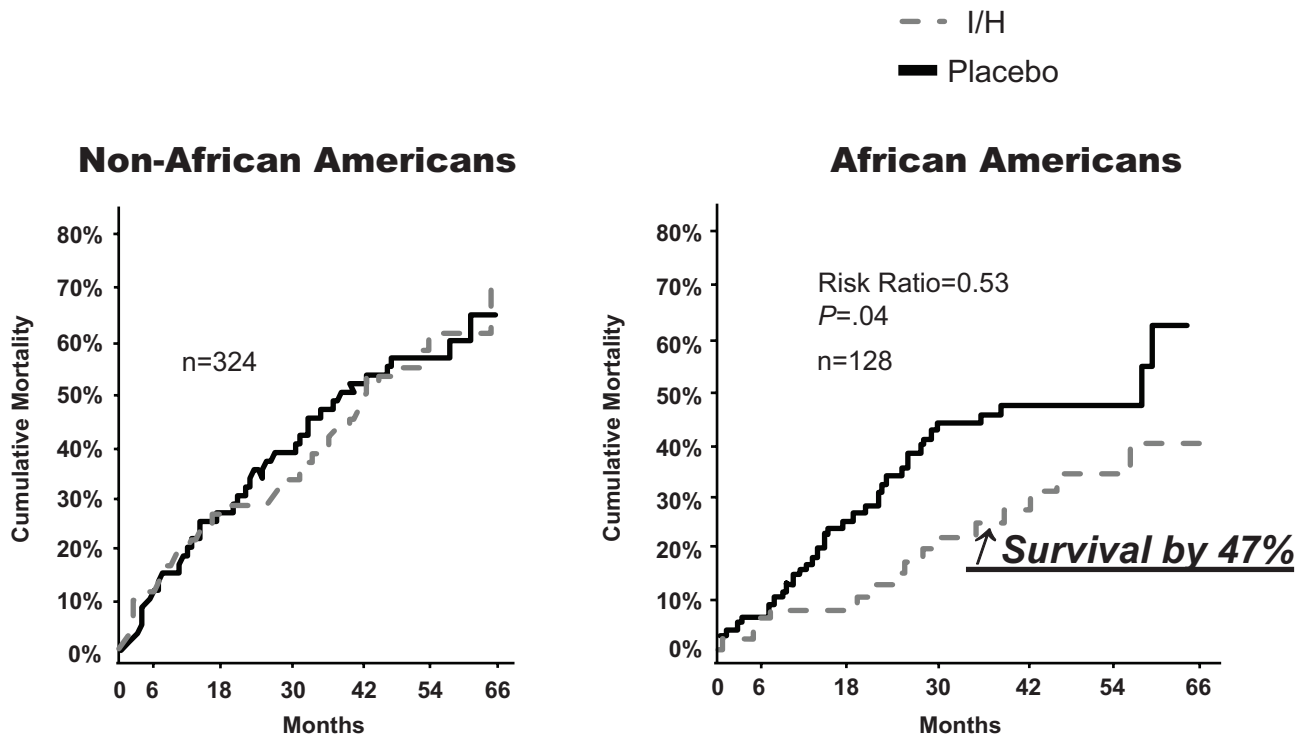 I/H
Placebo
Non-African Americans
African Americans
80%
70%
60%
50%
40%
30%
20%
10%
0%
Cumulative Mortality
n=324
0 6 18 30 42 54 66
Months
80%
70%
60%
50%
40%
30%
20%
10%
0%
Cumulative Mortality
Risk Ratio=0.53
P=.04
n=128
Survival by 47%
0 6 18 30 42 54 66
Months